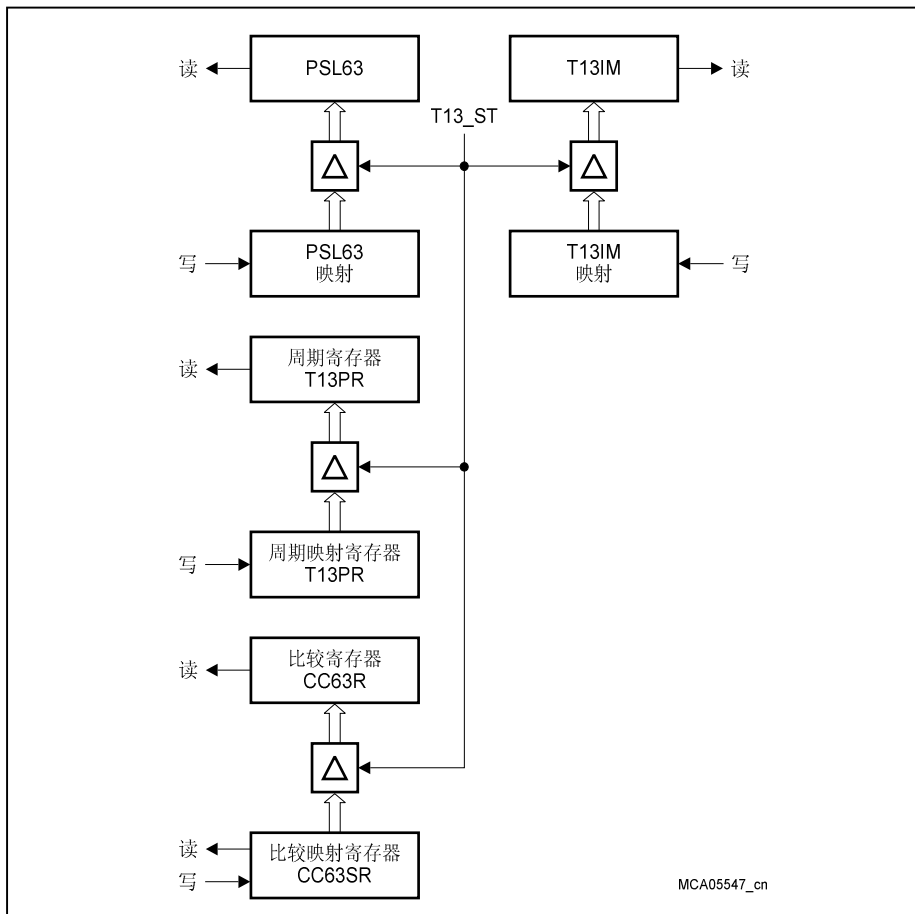 读
PSL63
T13IM
读
T13_ST
△
△
写
PSL63
映射
T13IM
映射
写
读
周期寄存器
T13PR
△
写
周期映射寄存器
T13PR
读
比较寄存器
CC63R
△
读
写
比较映射寄存器
CC63SR
MCA05547_cn